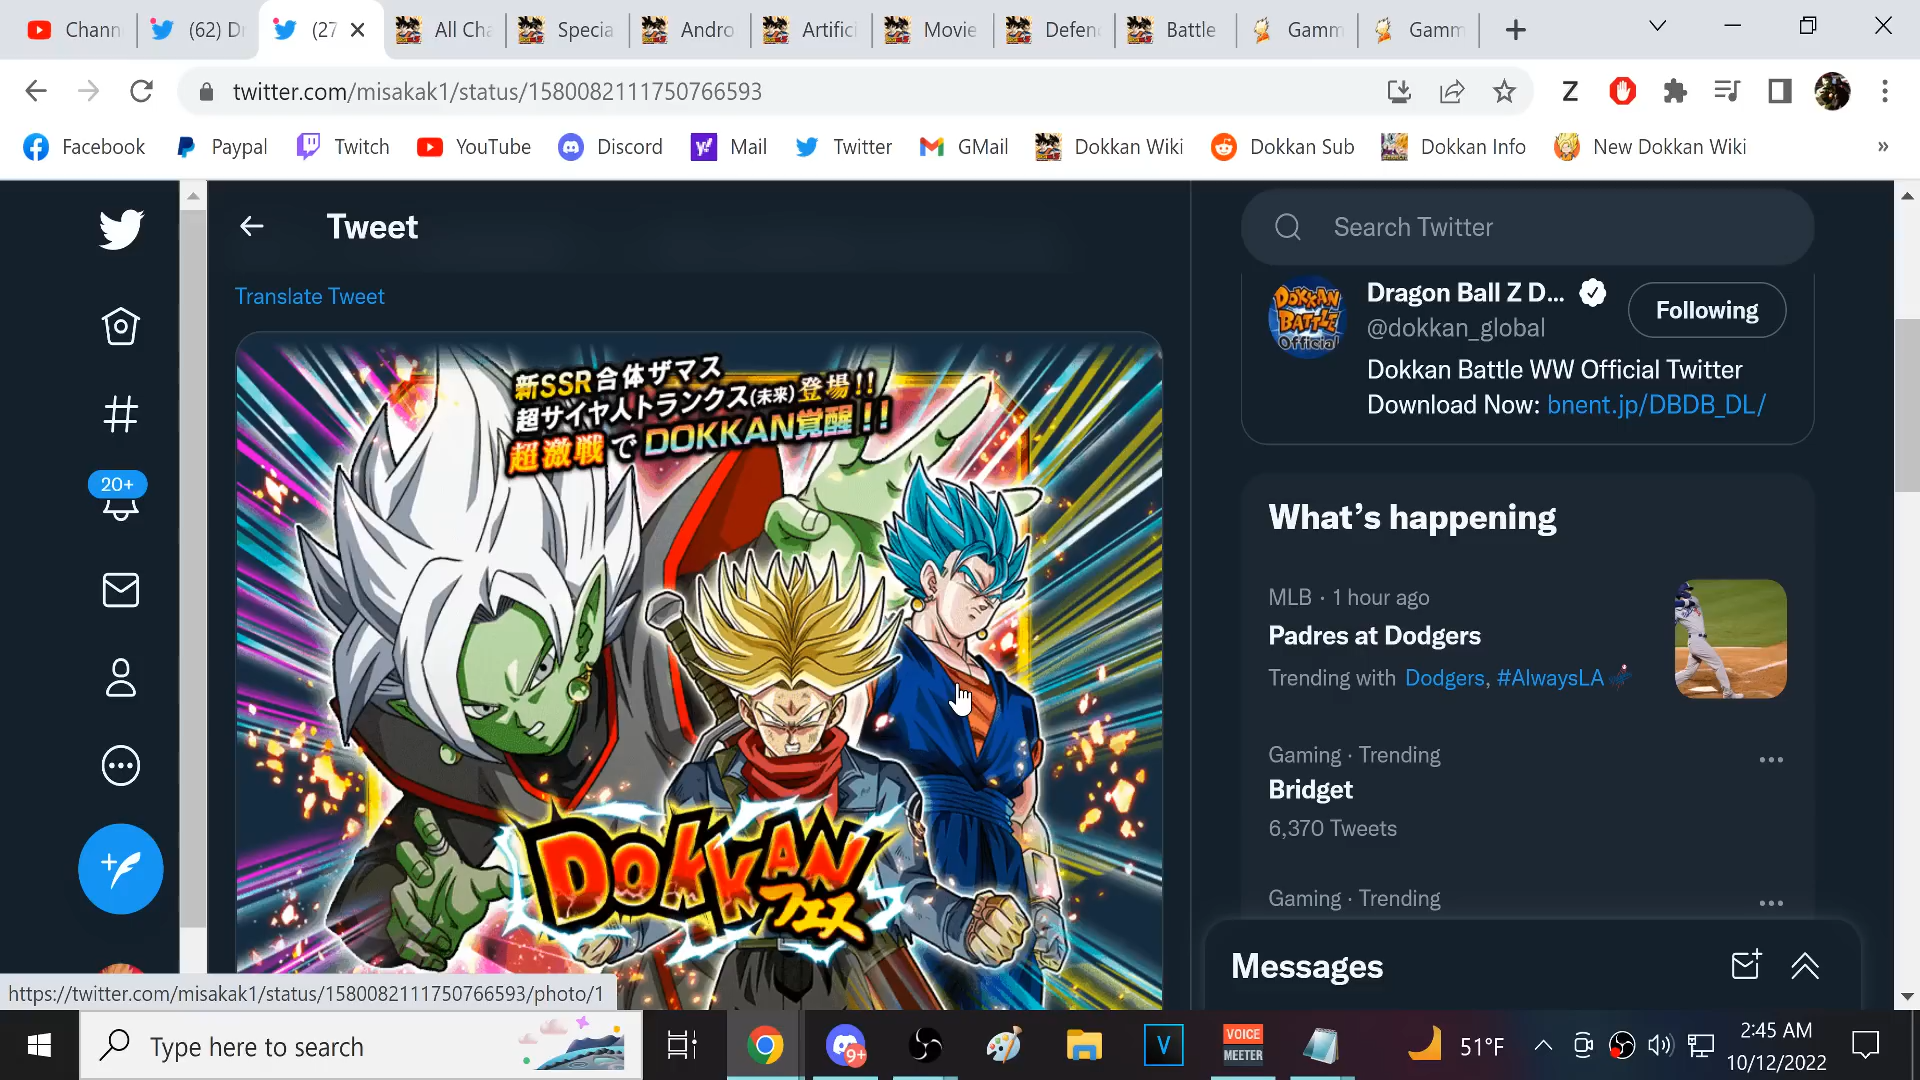 Chann
(62) D
(27
All Cha
Specia
Andro
Artifici
Movie
Defen
Battle
Gamm
Gamm
twitter.com/misakak1/status/1580082111750766593
Z
Facebook
Paypal
Twitch
YouTube
Discord
Mail
Twitter
GMail
Dokkan Wiki
Dokkan Sub
Dokkan Info
New Dokkan Wiki
»
Tweet
Translate Tweet
新SSR合体ザマス
超サイヤ人トランクス(未来)登場!!
超激戦でDOKKAN覚醒!!
DOKKAN
フェス
20+
Search Twitter
DOKKAN
BATTLE
Official
Dragon Ball Z D...
@dokkan_global
Following
Dokkan Battle WW Official Twitter
Download Now: bnent.jp/DBDB_DL/
What's happening
MLB · 1 hour ago
Padres at Dodgers
Trending with Dodgers, #AlwaysLA
Gaming · Trending
Bridget
6,370 Tweets
Gaming · Trending
Messages
https://twitter.com/misakak1/status/1580082111750766593/photo/1
Type here to search
9+
V
VOICE
MEETER
51°F
2:45 AM
10/12/2022